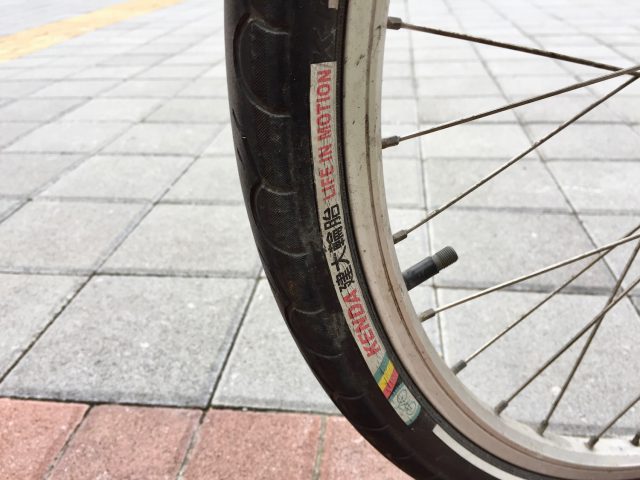 KENDA 建大輪胎 LIFE IN MOTION